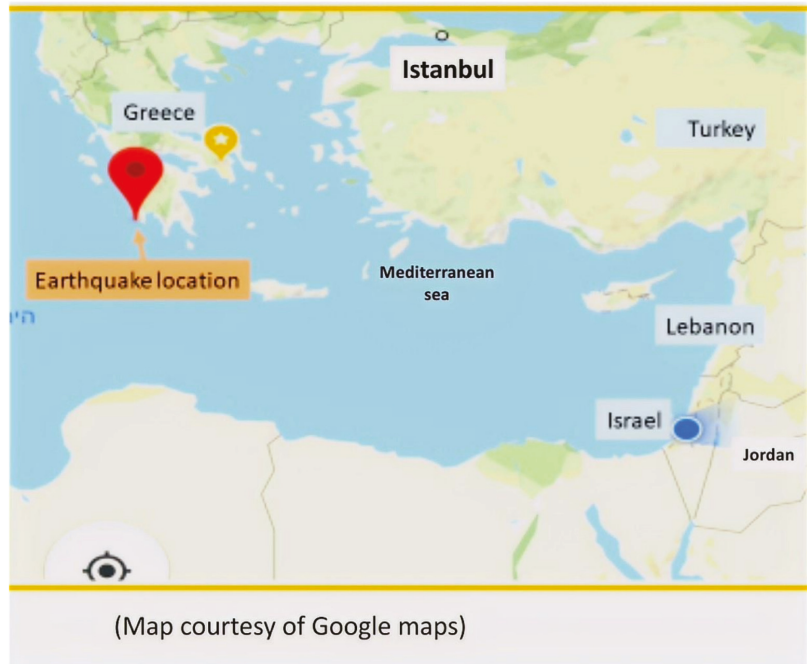 Istanbul
Greece
Turkey
Earthquake location
Mediterranean
sea
Lebanon
Israel
Jordan
(Map courtesy of Google maps)